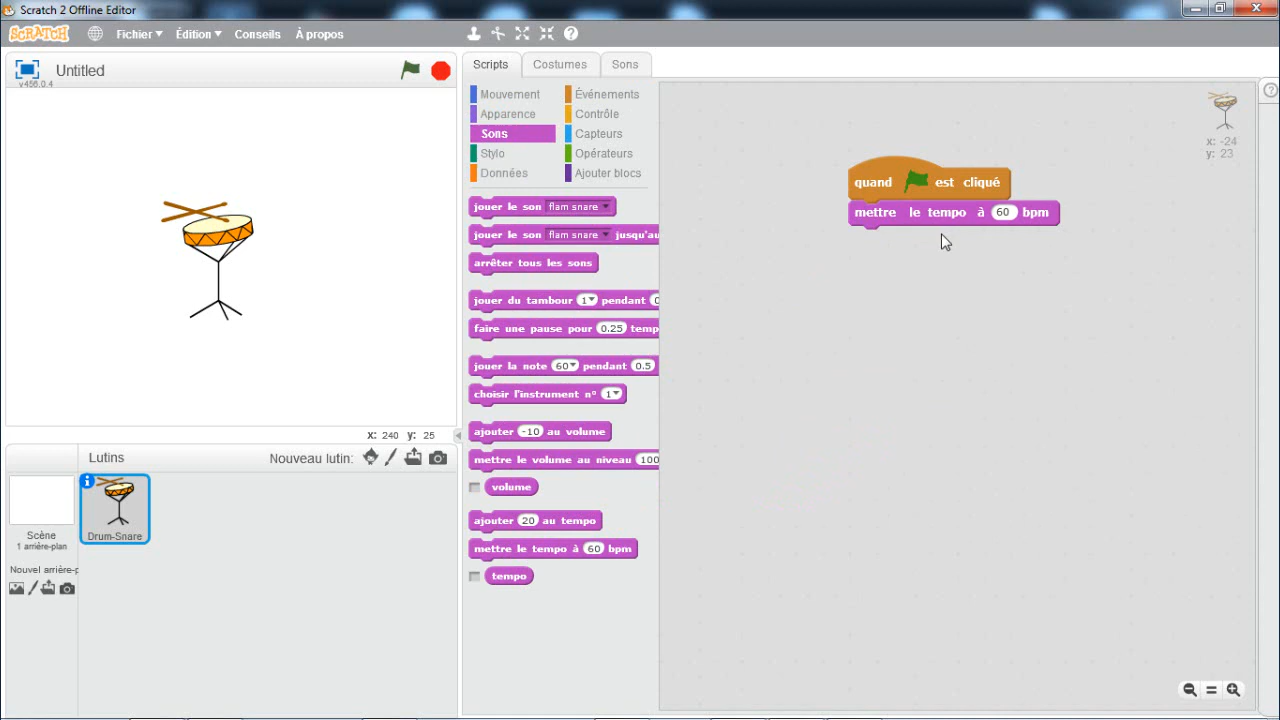 Scratch 2 Offline Editor
SCRATCH Fichier Édition Conseils À propos
Untitled
v456.0.4
Scripts Costumes Sons
Mouvement Événements
Apparence Contrôle
Sons Capteurs
Stylo Opérateurs
Données Ajouter blocs
jouer le son flam snare
jouer le son flam snare jusqu'au
arrêter tous les sons
jouer du tambour 1 pendant 0
faire une pause pour 0.25 temp
jouer la note 60 pendant 0.5
choisir l'instrument n° 1
ajouter -10 au volume
mettre le volume au niveau 100
volume
ajouter 20 au tempo
mettre le tempo à 60 bpm
tempo
quand est cliqué
mettre le tempo à 60 bpm
x: -24
y: 23
x: 240 y: 25
Lutins Nouveau lutin:
Scène
1 arrière-plan
Drum-Snare
Nouvel arrière-p